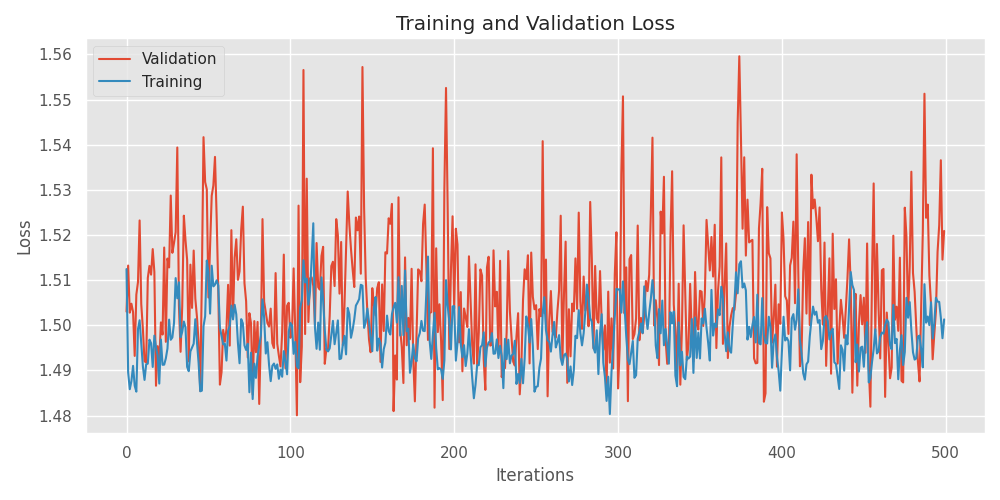 Training and Validation Loss
Validation
Training
1.56
1.55
1.54
1.53
1.52
1.51
1.50
1.49
1.48
Loss
0 100 200 300 400 500
Iterations